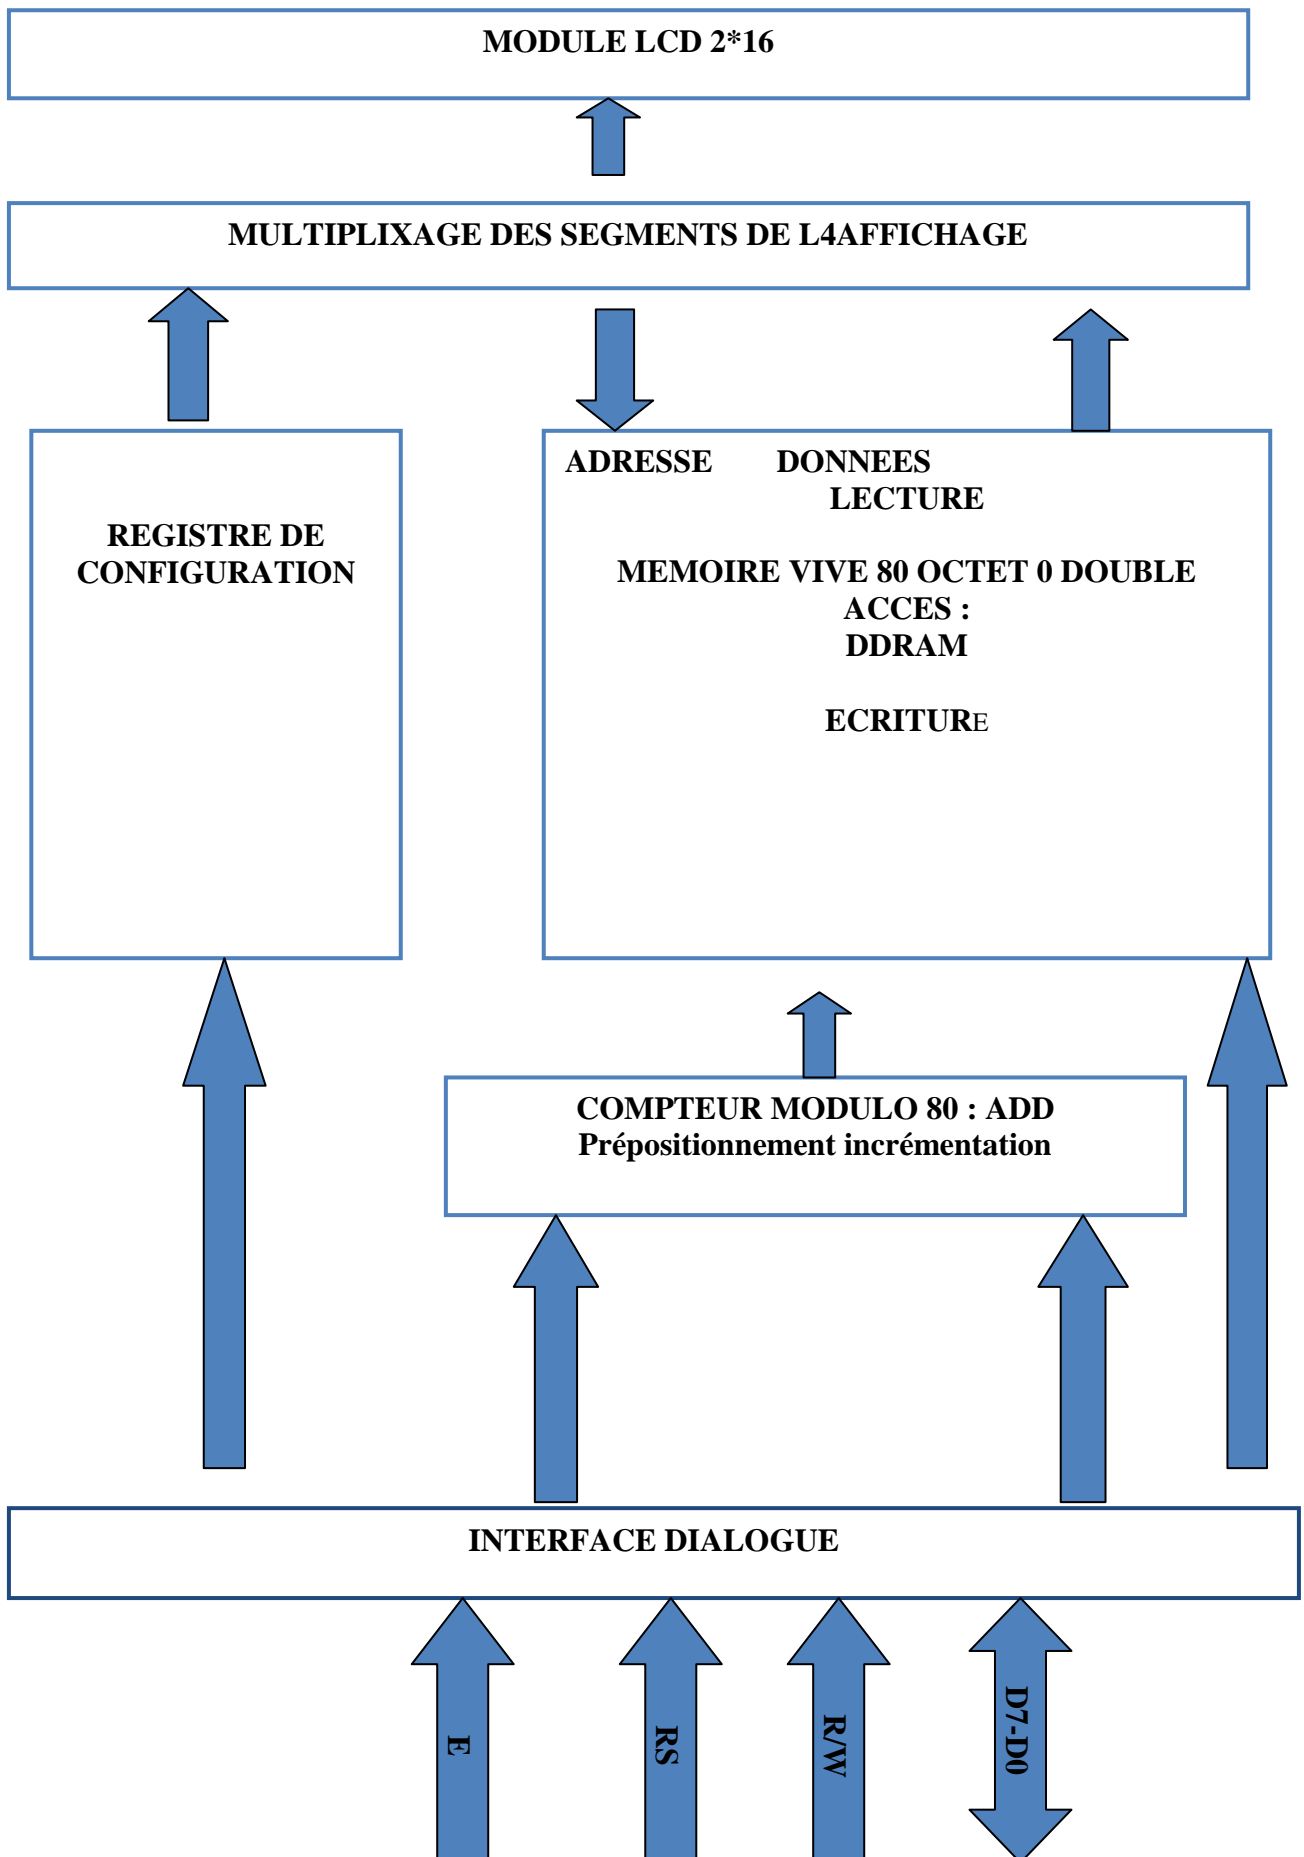 MODULE LCD 2*16
MULTIPLIXAGE DES SEGMENTS DE L4AFFICHAGE
REGISTRE DE
CONFIGURATION
ADRESSE DONNEES
LECTURE
MEMOIRE VIVE 80 OCTET 0 DOUBLE
ACCES :
DDRAM
ECRITURE
COMPTEUR MODULO 80 : ADD
Prépositionnement incrémentation
INTERFACE DIALOGUE
E
RS
R/W
D7-D0